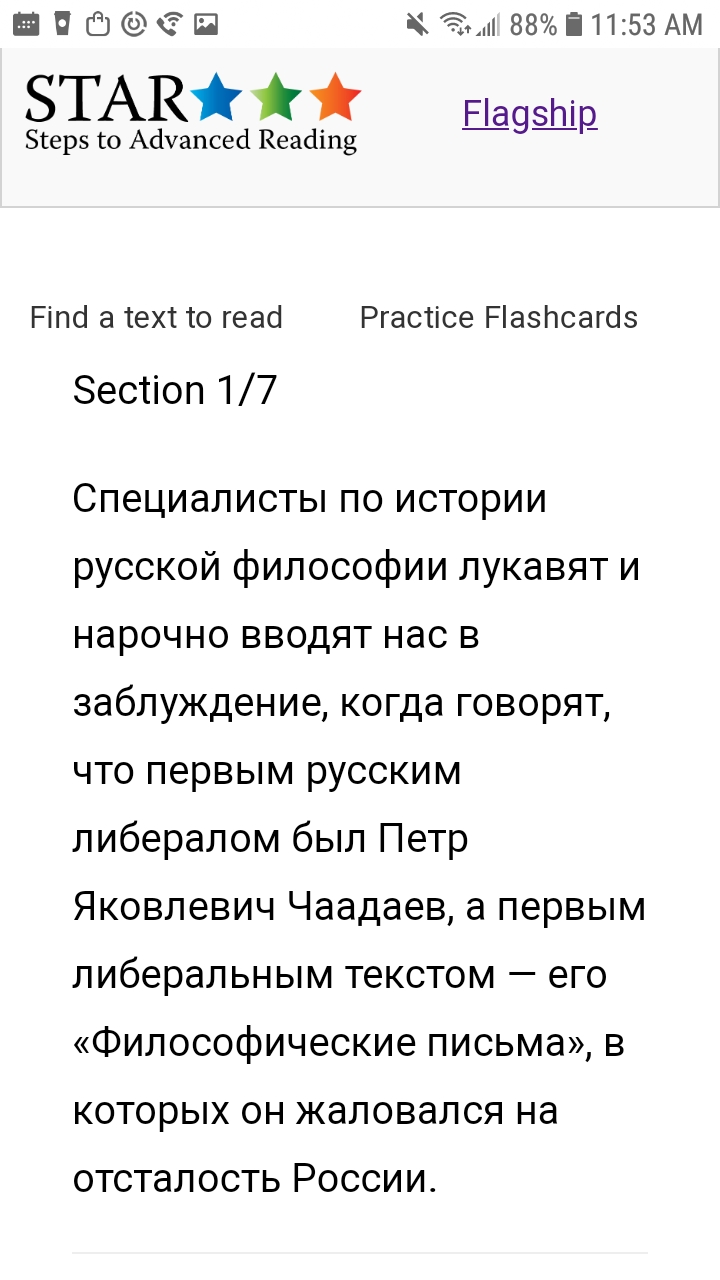 88% 11:53 AM
STAR
Steps to Advanced Reading
Flagship
Find a text to read Practice Flashcards
Section 1/7
Специалисты по истории
русской философии лукавят и
нарочно вводят нас в
заблуждение, когда говорят,
что первым русским
либералом был Петр
Яковлевич Чаадаев, а первым
либеральным текстом — его
«Философические письма», в
которых он жаловался на
отсталость России.